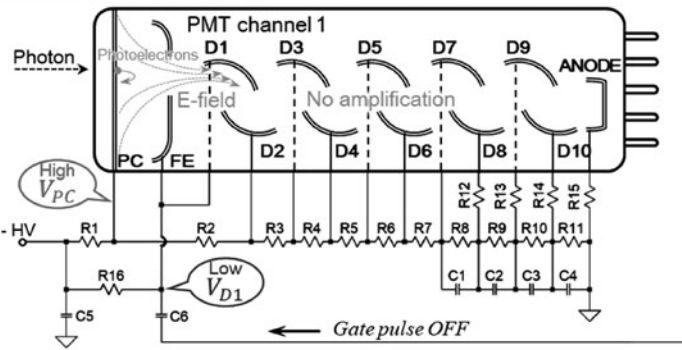 PMT channel 1
D1 D3 D5 D7 D9
Photoelectrons
Photon
ANODE
E-field
No amplification
PC FE D2 D4 D6 D8 D10
High
V_PC
R12 R13 R14 R15
- HV R1 R2 R3 R4 R5 R6 R7 R8 R9 R10 R11
R16
Low
V_D1
C1 C2 C3 C4
C5 C6
Gate pulse OFF